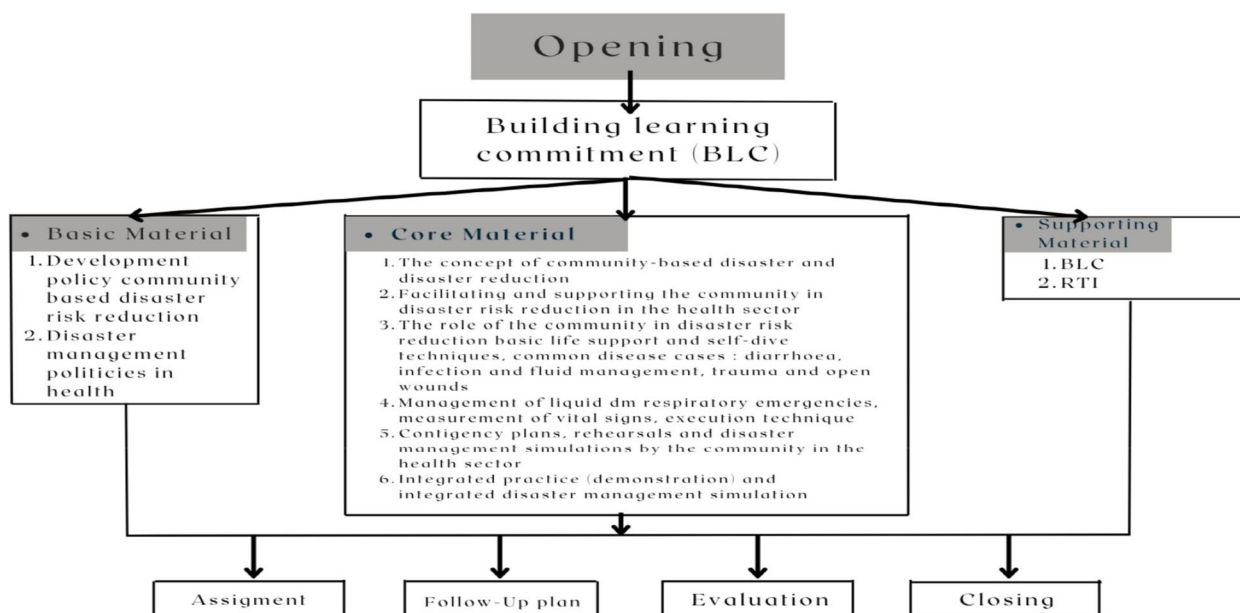 Opening
Building learning
commitment (BLC)
• Basic Material
1. Development
policy community
based disaster
risk reduction
2. Disaster
management
politicies in
health
• Core Material
1. The concept of community-based disaster and
disaster reduction
2. Facilitating and supporting the community in
disaster risk reduction in the health sector
3. The role of the community in disaster risk
reduction basic life support and self-dive
techniques, common disease cases : diarrhoea,
infection and fluid management, trauma and open
wounds
4. Management of liquid dm respiratory emergencies,
measurement of vital signs, execution technique
5. Contigency plans, rehearsals and disaster
management simulations by the community in the
health sector
6. Integrated practice (demonstration) and
integrated disaster management simulation
• Supporting
Material
1. BLC
2. RTI
Assigment
Follow-Up plan
Evaluation
Closing